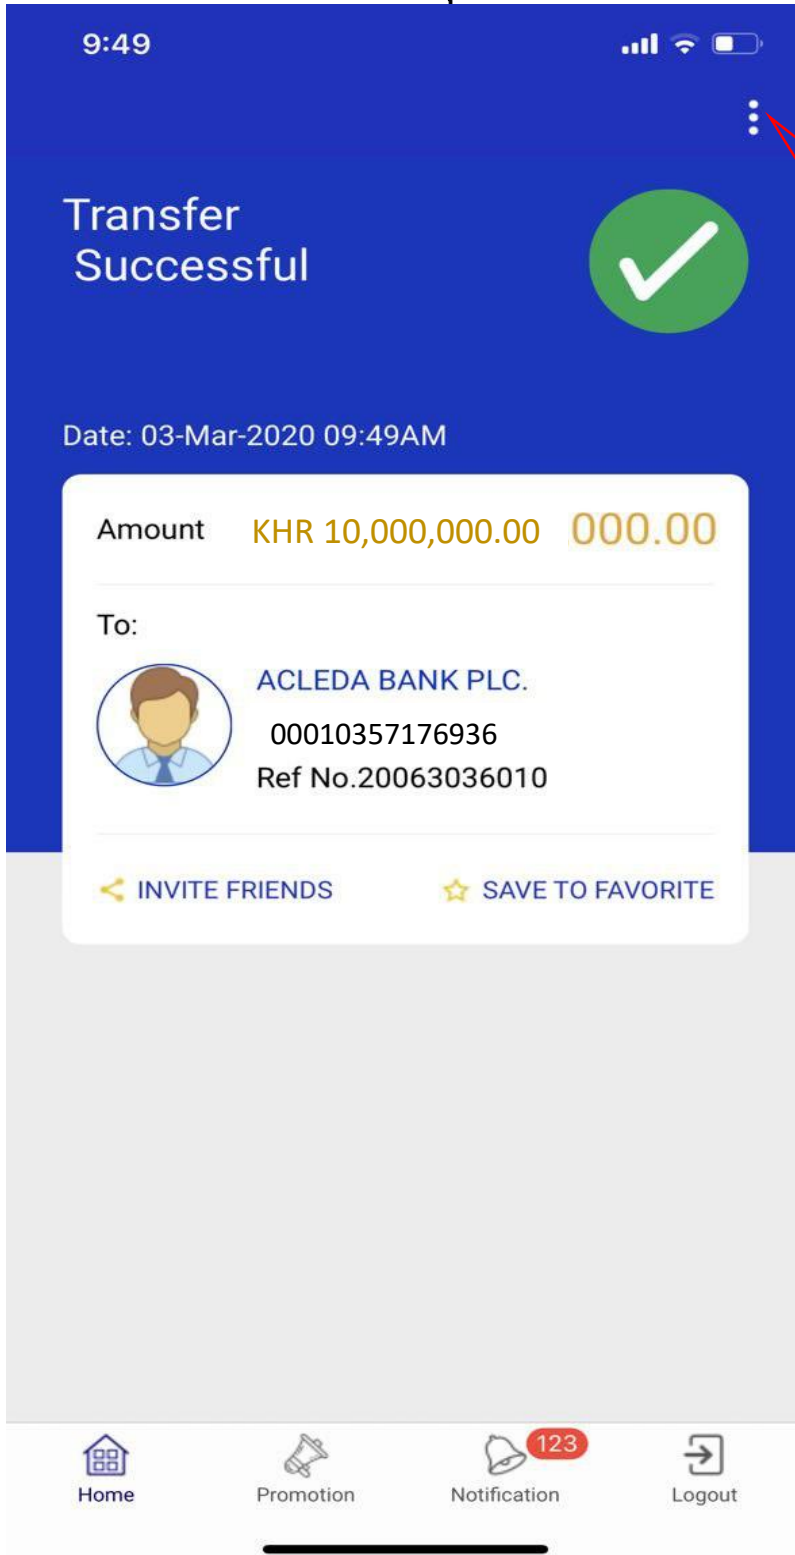 9:49
Transfer
Successful
Date: 03-Mar-2020 09:49AM
Amount KHR 10,000,000.00 000.00
To:
ACLEDA BANK PLC.
00010357176936
Ref No.20063036010
INVITE FRIENDS SAVE TO FAVORITE
123
Home Promotion Notification Logout